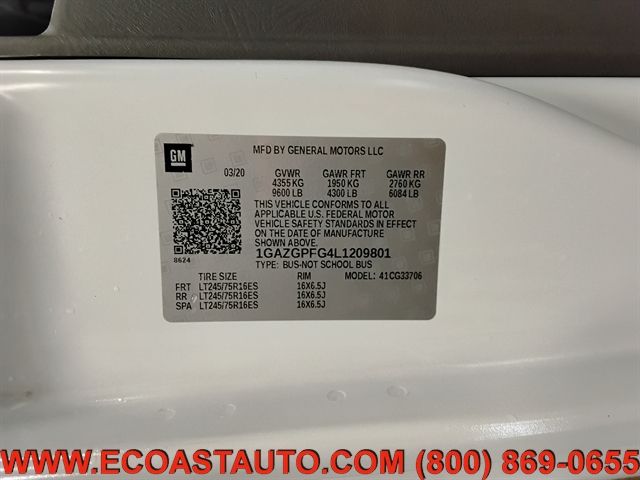 GM
MFD BY GENERAL MOTORS LLC
03/20 GVWR GAWR FRT GAWR RR
4355 KG 1950 KG 2760 KG
9600 LB 4300 LB 6084 LB
THIS VEHICLE CONFORMS TO ALL
APPLICABLE U.S. FEDERAL MOTOR
VEHICLE SAFETY STANDARDS IN EFFECT
ON THE DATE OF MANUFACTURE
SHOWN ABOVE.
1GAZGPFG4L1209801
8624 TYPE: BUS-NOT SCHOOL BUS
TIRE SIZE RIM MODEL: 41CG33706
FRT LT245/75R16ES 16X6.5J
RR LT245/75R16ES 16X6.5J
SPA LT245/75R16ES 16X6.5J
WWW.ECOASTAUTO.COM (800) 869-0655